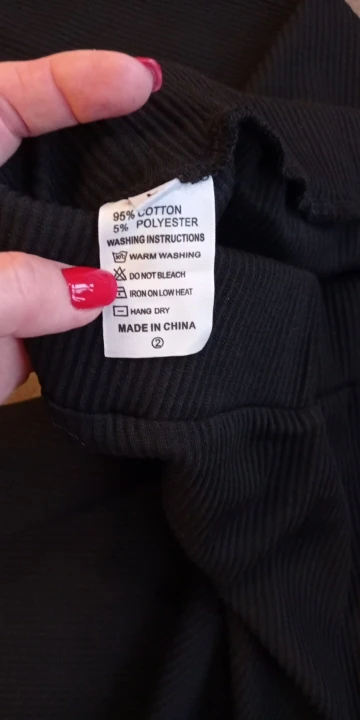 95% COTTON
5% POLYESTER
WASHING INSTRUCTIONS
WARM WASHING
DO NOT BLEACH
IRON ON LOW HEAT
HANG DRY
MADE IN CHINA
②